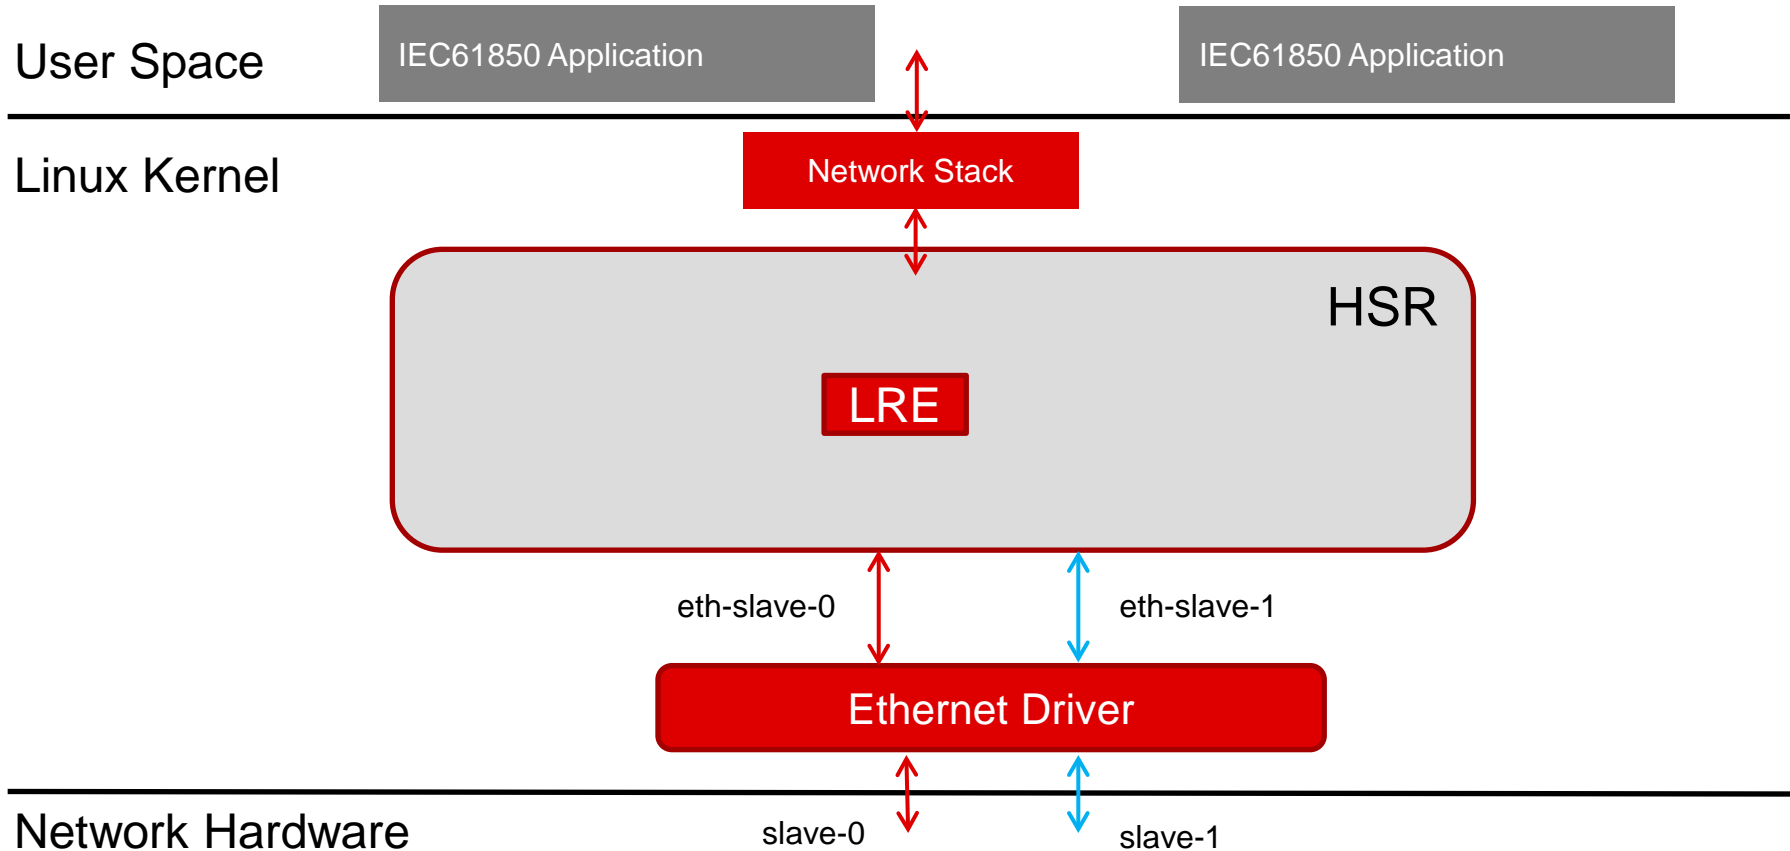 User Space
IEC61850 Application
IEC61850 Application
Linux Kernel
Network Stack
HSR
LRE
eth-slave-0
eth-slave-1
Ethernet Driver
Network Hardware
slave-0
slave-1